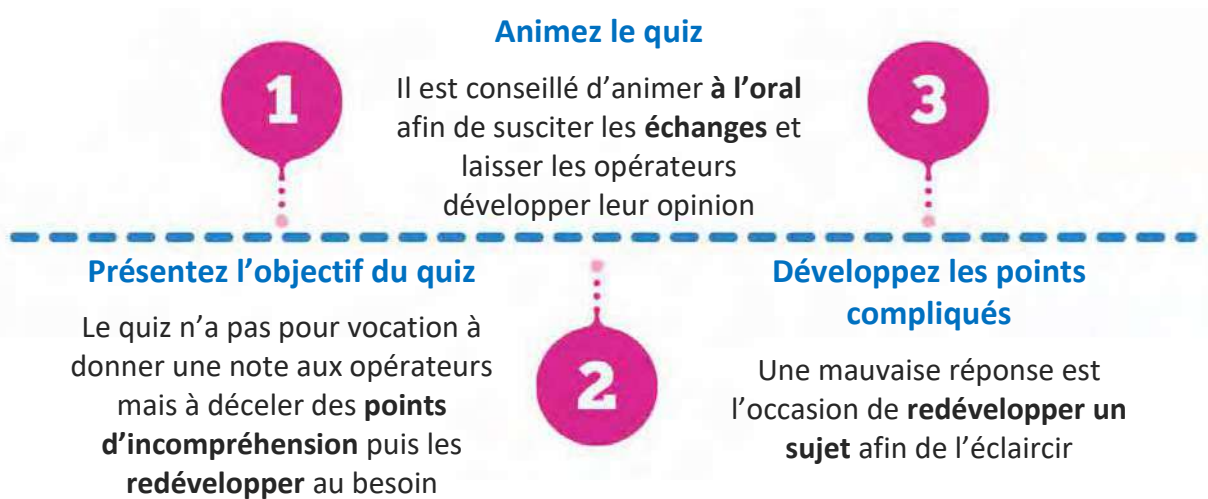 1
Présentez l’objectif du quiz
Le quiz n’a pas pour vocation à
donner une note aux opérateurs
mais à déceler des points
d’incompréhension puis les
redévelopper au besoin
2
Animez le quiz
Il est conseillé d’animer à l’oral
afin de susciter les échanges et
laisser les opérateurs
développer leur opinion
3
Développez les points
compliqués
Une mauvaise réponse est
l’occasion de redévelopper un
sujet afin de l’éclaircir